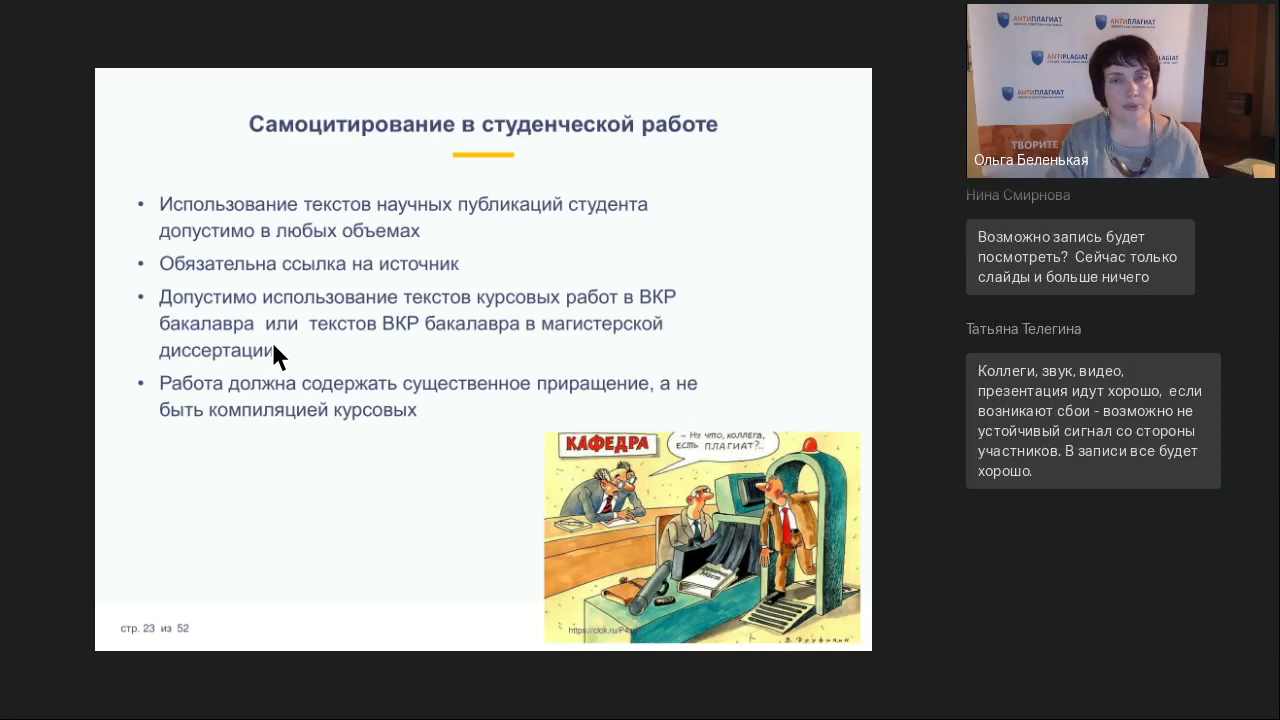 Самоцитирование в студенческой работе
• Использование текстов научных публикаций студента
допустимо в любых объемах
• Обязательна ссылка на источник
• Допустимо использование текстов курсовых работ в ВКР
бакалавра или текстов ВКР бакалавра в магистерской
диссертации
• Работа должна содержать существенное приращение, а не
быть компиляцией курсовых
КАФЕДРА
– Ну что, коллега,
есть ПЛАГИАТ?..
стр. 23 из 52
АНТИПЛАГИАТ
АНТИПЛАГИАТ
ANTIPLAGIAT
АНТИПЛАГИАТ
ТВОРИТЕ
Ольга Беленькая
Нина Смирнова
Возможно запись будет
посмотреть? Сейчас только
слайды и больше ничего
Татьяна Телегина
Коллеги, звук, видео,
презентация идут хорошо, если
возникают сбои - возможно не
устойчивый сигнал со стороны
участников. В записи все будет
хорошо.